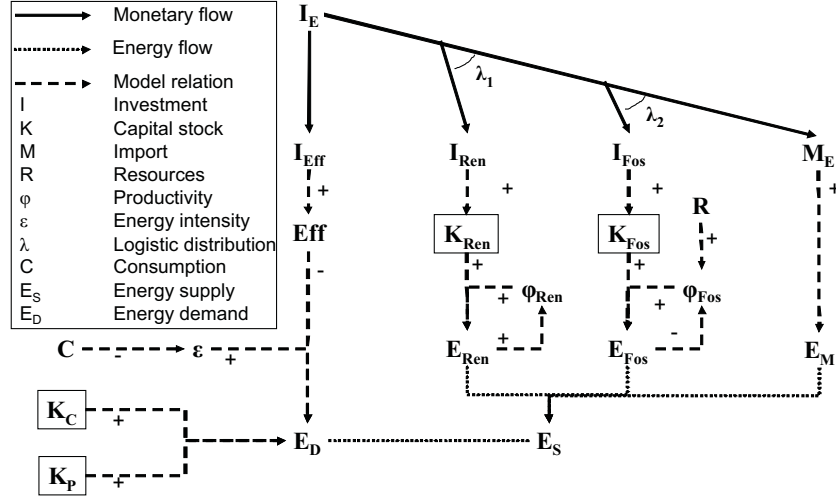 Monetary flow
Energy flow
Model relation
I Investment
K Capital stock
M Import
R Resources
φ Productivity
ε Energy intensity
λ Logistic distribution
C Consumption
E_S Energy supply
E_D Energy demand
I_E
λ_1
λ_2
I_Eff I_Ren I_Fos M_E
+ + + +
Eff K_Ren K_Fos R
- + + +
φ_Ren φ_Fos
+ +
C - ε + E_Ren + E_Fos - E_M
K_C +
E_D E_S
K_P +